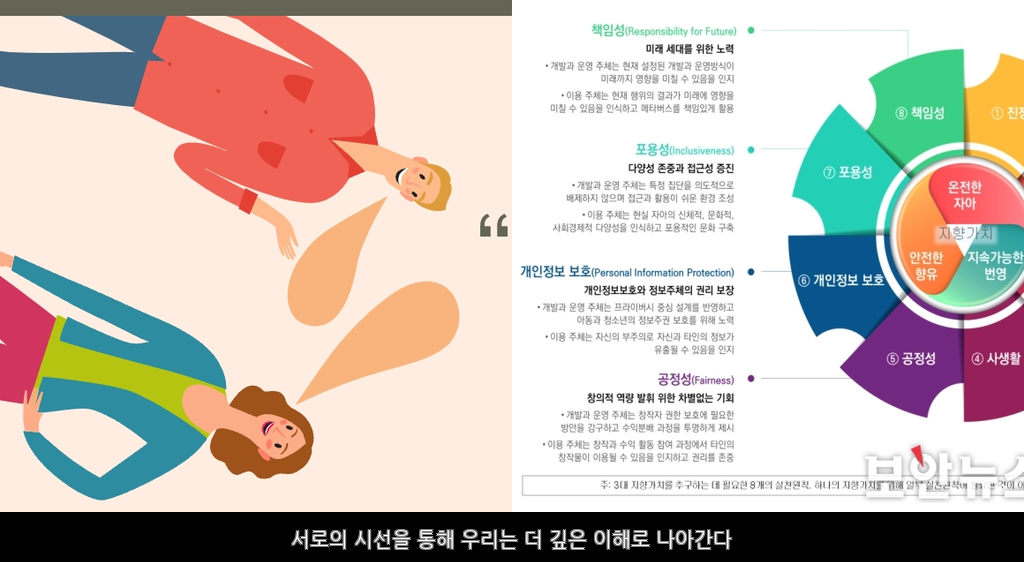 책임성(Responsibility for Future)
미래 세대를 위한 노력
• 개발과 운영 주체는 현재 설정된 개발과 운영방식이
미래까지 영향을 미칠 수 있음을 인지
• 이용 주체는 현재 행위의 결과가 미래에 영향을
미칠 수 있음을 인식하고 메타버스를 책임있게 활용
포용성(Inclusiveness)
다양성 존중과 접근성 증진
• 개발과 운영 주체는 특정 집단을 의도적으로
배제하지 않으며 접근과 활용이 쉬운 환경 조성
• 이용 주체는 현실 자아의 신체적, 문화적,
사회경제적 다양성을 인식하고 포용적인 문화 구축
개인정보 보호(Personal Information Protection)
개인정보보호와 정보주체의 권리 보장
• 개발과 운영 주체는 프라이버시 중심 설계를 반영하고
아동과 청소년의 정보주권 보호를 위해 노력
• 이용 주체는 자신의 부주의로 자신과 타인의 정보가
유출될 수 있음을 인지
공정성(Fairness)
창의적 역량 발휘 위한 차별없는 기회
• 개발과 운영 주체는 창작자 권한 보호에 필요한
방안을 강구하고 수익분배 과정을 투명하게 제시
• 이용 주체는 창작과 수익 활동 참여 과정에서 타인의
창작물이 이용될 수 있음을 인지하고 권리를 존중
⑧ 책임성
① 진정
⑦ 포용성
⑥ 개인정보 보호
⑤ 공정성
④ 사생활
온전한
자아
지향가치
안전한
향유
지속가능한
번영
보안뉴스
주: 3대 지향가치를 추구하는 데 필요한 8개의 실천원칙. 하나의 지향가치를 위해 일부 실천원칙이
서로의 시선을 통해 우리는 더 깊은 이해로 나아간다